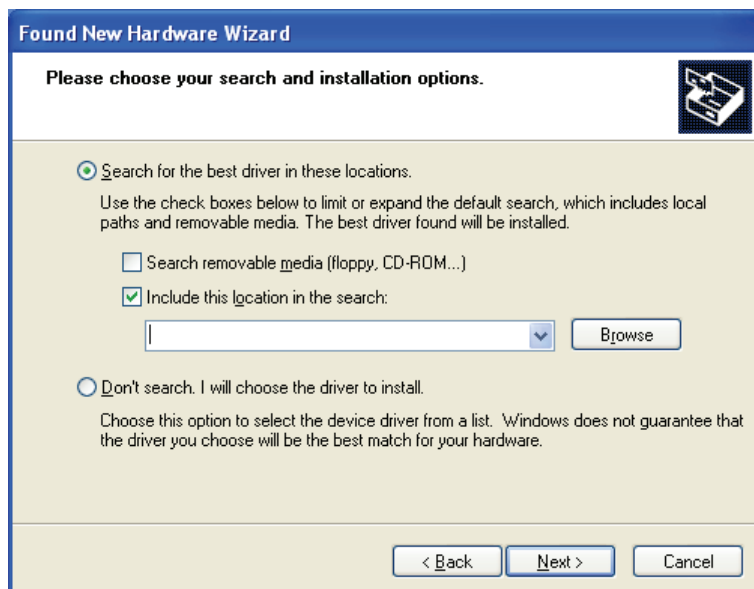 Found New Hardware Wizard
Please choose your search and installation options.
Search for the best driver in these locations.
Use the check boxes below to limit or expand the default search, which includes local
paths and removable media. The best driver found will be installed.
Search removable media (floppy, CD-ROM...)
Include this location in the search:
Browse
Don't search. I will choose the driver to install.
Choose this option to select the device driver from a list.  Windows does not guarantee that
the driver you choose will be the best match for your hardware.
< Back Next > Cancel